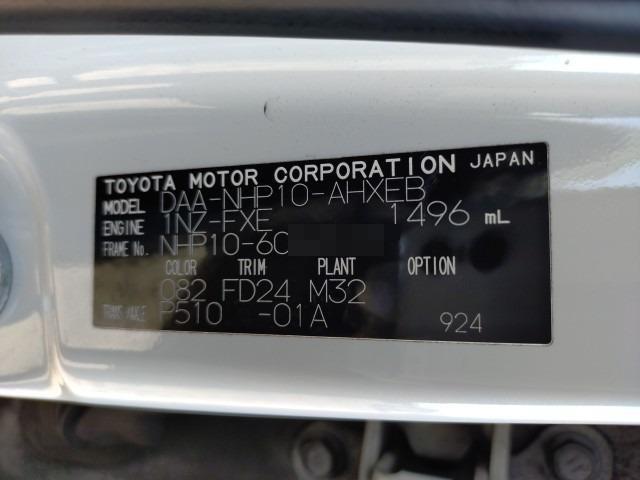 TOYOTA MOTOR CORPORATION JAPAN
MODEL DAA-NHP10-AHXEB
ENGINE 1NZ-FXE 1496 mL
FRAME No. NHP10-60
COLOR TRIM PLANT OPTION
082 FD24 M32
TRANS/AXLE P510 -01A 924